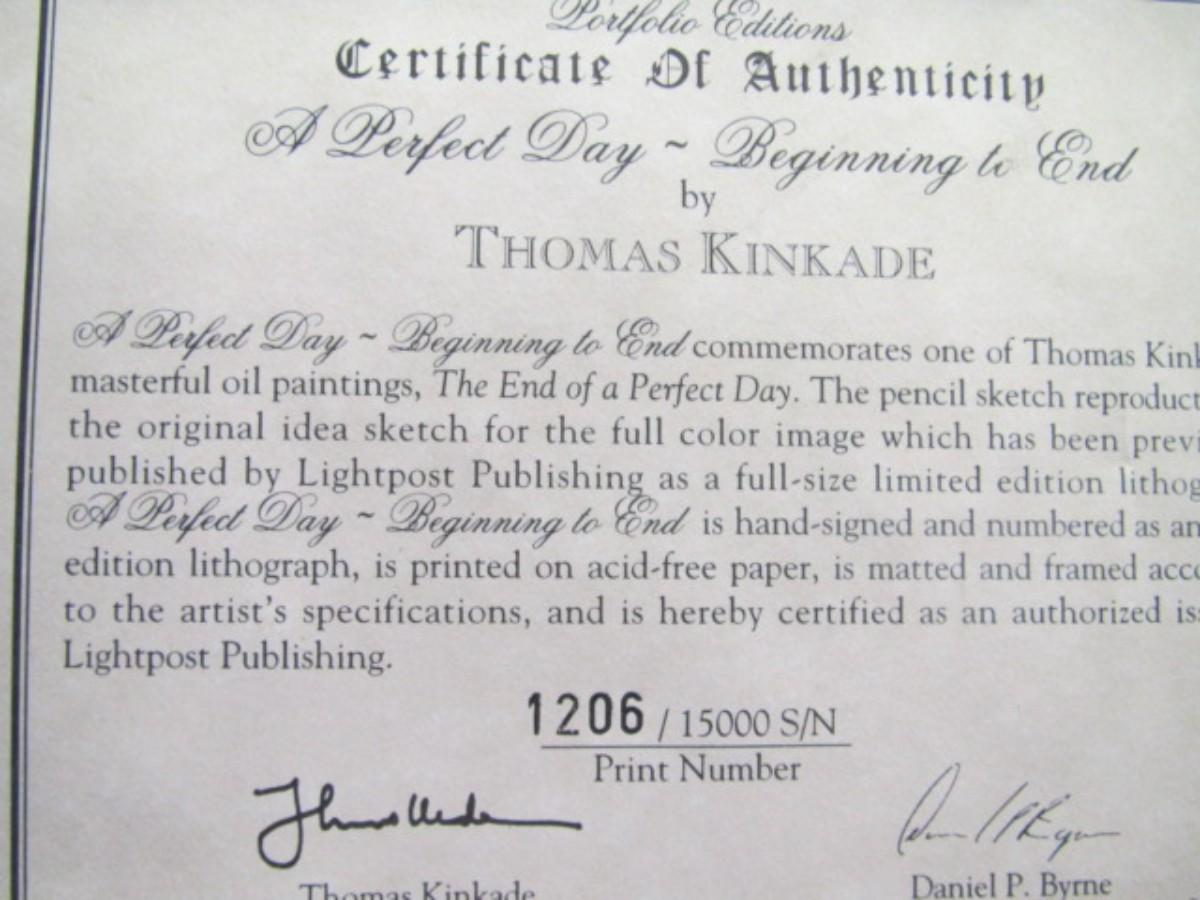 Portfolio Editions
Certificate Of Authenticity
A Perfect Day ~ Beginning to End
by
THOMAS KINKADE
A Perfect Day ~ Beginning to End commemorates one of Thomas Kink
masterful oil paintings, The End of a Perfect Day. The pencil sketch reproduct
the original idea sketch for the full color image which has been previ
published by Lightpost Publishing as a full-size limited edition lithog
A Perfect Day ~ Beginning to End is hand-signed and numbered as an
edition lithograph, is printed on acid-free paper, is matted and framed acco
to the artist's specifications, and is hereby certified as an authorized is
Lightpost Publishing.
1206 / 15000 S/N
Print Number
Thomas Kinkade
Daniel P. Byrne